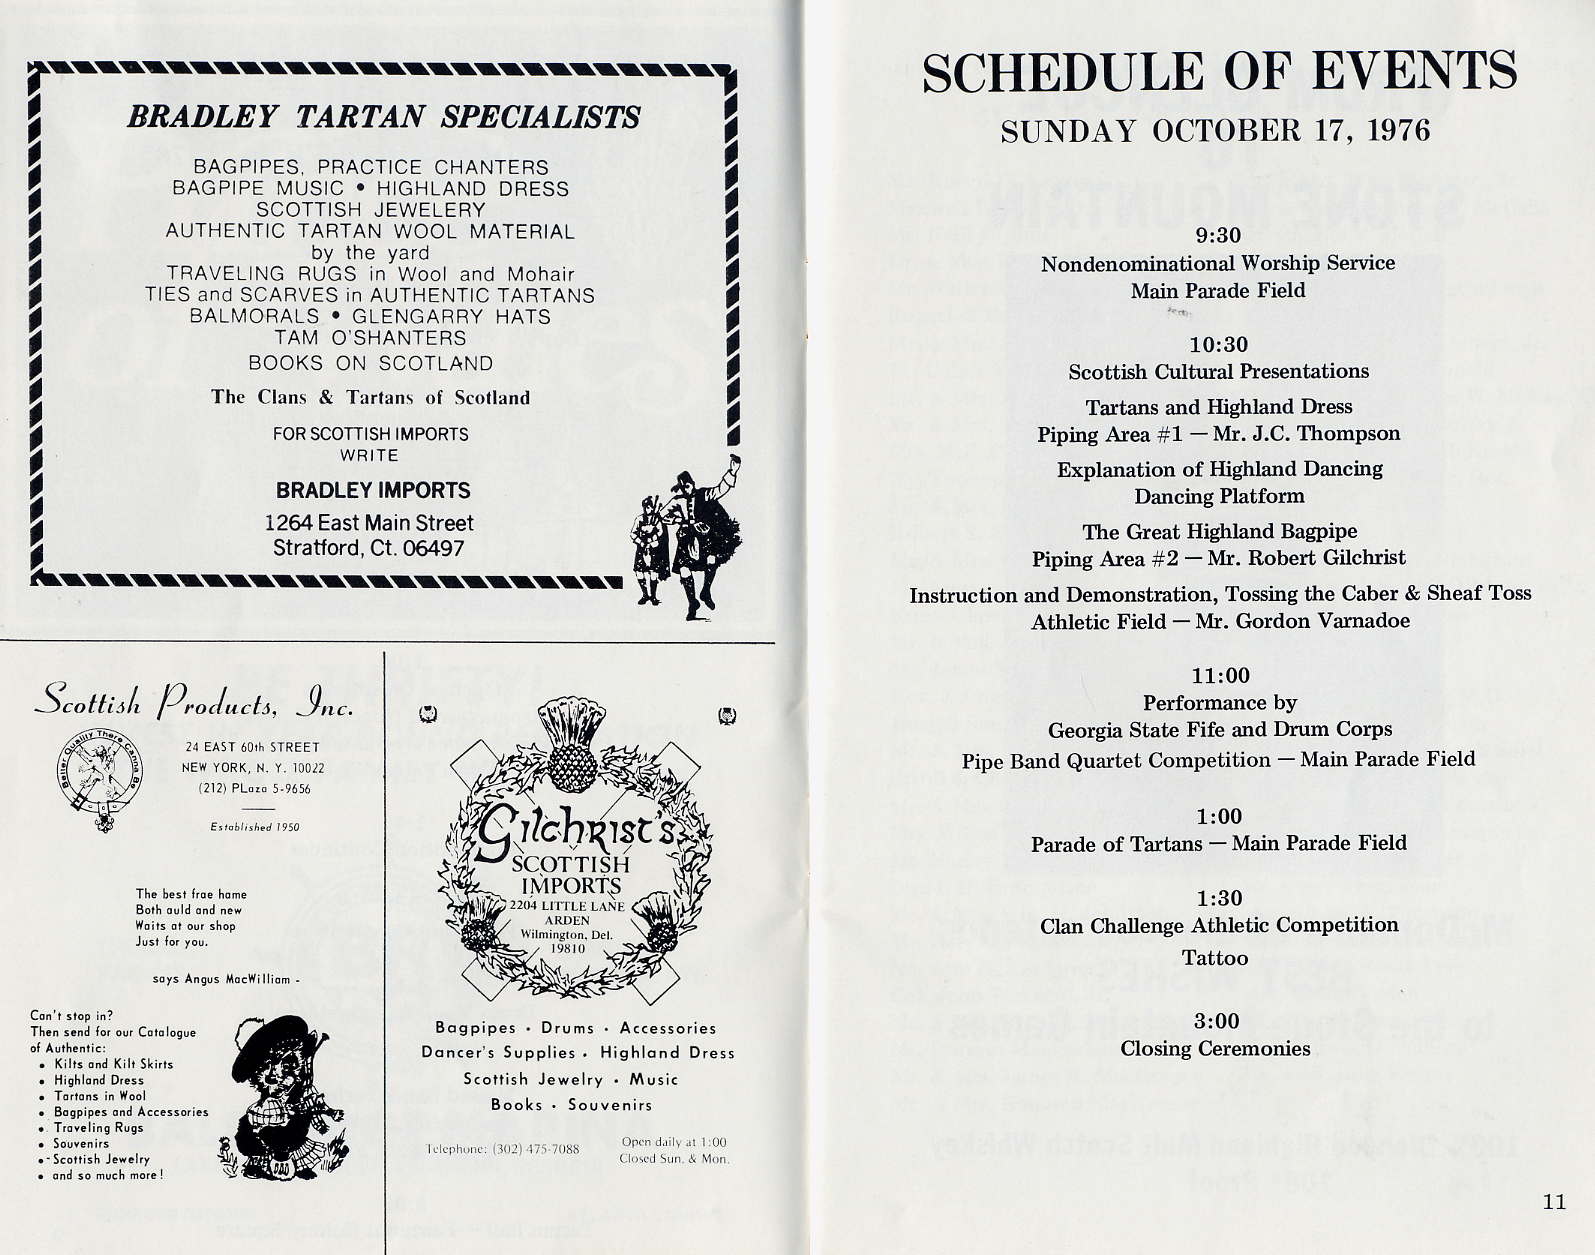 BRADLEY TARTAN SPECIALISTS
BAGPIPES, PRACTICE CHANTERS
BAGPIPE MUSIC • HIGHLAND DRESS
SCOTTISH JEWELERY
AUTHENTIC TARTAN WOOL MATERIAL
by the yard
TRAVELING RUGS in Wool and Mohair
TIES and SCARVES in AUTHENTIC TARTANS
BALMORALS • GLENGARRY HATS
TAM O'SHANTERS
BOOKS ON SCOTLAND
The Clans & Tartans of Scotland
FOR SCOTTISH IMPORTS
WRITE
BRADLEY IMPORTS
1264 East Main Street
Stratford, Ct. 06497
Scottish Products, Inc.
Better Quality There Canna Be
24 EAST 60th STREET
NEW YORK, N. Y. 10022
(212) PLaza 5-9656
Established 1950
The best frae hame
Both auld and new
Waits at our shop
Just for you.
says Angus MacWilliam -
Can't stop in?
Then send for our Catalogue
of Authentic:
• Kilts and Kilt Skirts
• Highland Dress
• Tartans in Wool
• Bagpipes and Accessories
• Traveling Rugs
• Souvenirs
• - Scottish Jewelry
• and so much more!
Gilchrist's
SCOTTISH
IMPORTS
2204 LITTLE LANE
ARDEN
Wilmington, Del.
19810
Bagpipes · Drums · Accessories
Dancer's Supplies · Highland Dress
Scottish Jewelry · Music
Books · Souvenirs
Telephone: (302) 475-7088
Open daily at 1:00
Closed Sun. & Mon.
SCHEDULE OF EVENTS
SUNDAY OCTOBER 17, 1976
9:30
Nondenominational Worship Service
Main Parade Field
10:30
Scottish Cultural Presentations
Tartans and Highland Dress
Piping Area #1 — Mr. J.C. Thompson
Explanation of Highland Dancing
Dancing Platform
The Great Highland Bagpipe
Piping Area #2 — Mr. Robert Gilchrist
Instruction and Demonstration, Tossing the Caber & Sheaf Toss
Athletic Field — Mr. Gordon Varnadoe
11:00
Performance by
Georgia State Fife and Drum Corps
Pipe Band Quartet Competition — Main Parade Field
1:00
Parade of Tartans — Main Parade Field
1:30
Clan Challenge Athletic Competition
Tattoo
3:00
Closing Ceremonies
11